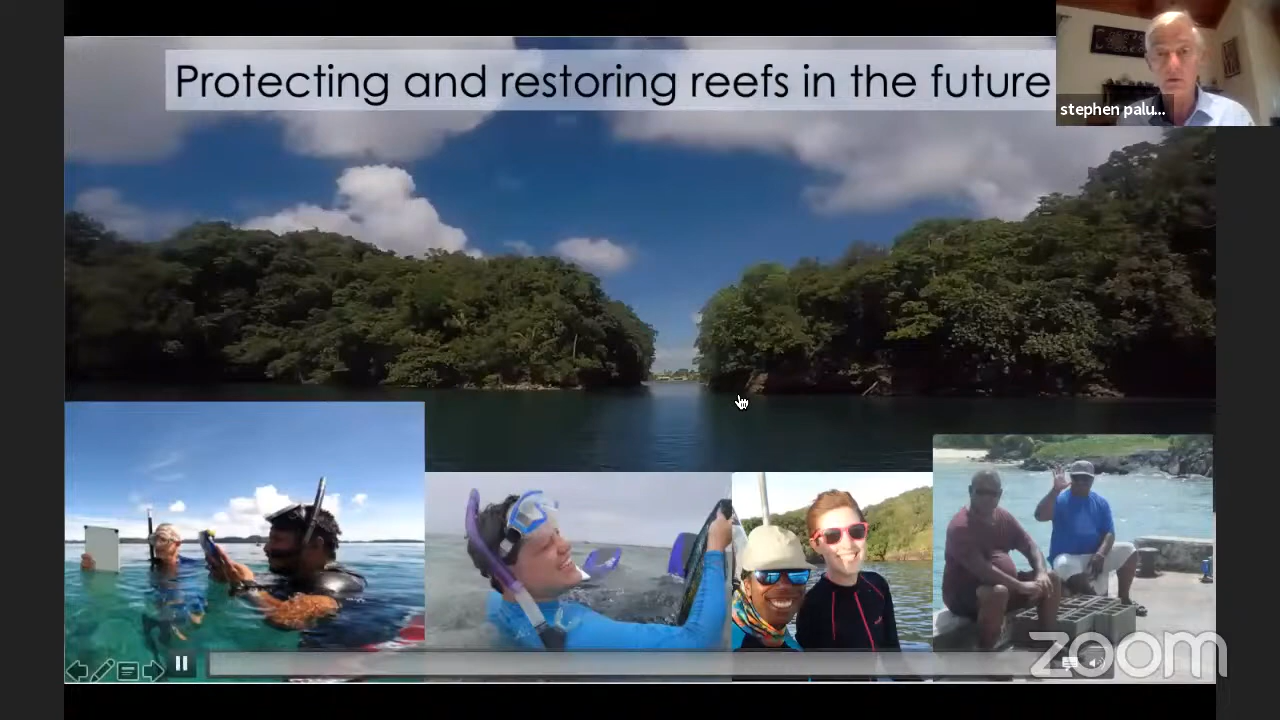 Protecting and restoring reefs in the future
stephen palu...
zoom